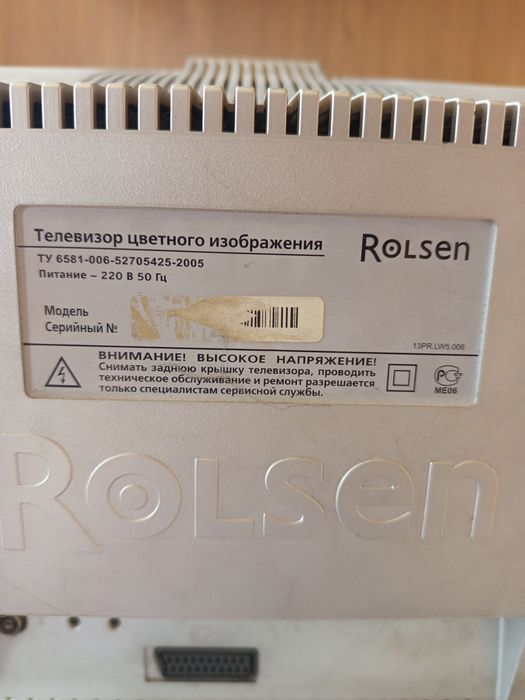 Телевизор цветного изображения
ROLSEN
ТУ 6581-006-52705425-2005
Питание ~ 220 В 50 Гц
Модель
Серийный №
13PR.LW5.006
ВНИМАНИЕ! ВЫСОКОЕ НАПРЯЖЕНИЕ!
Снимать заднюю крышку телевизора, проводить
техническое обслуживание и ремонт разрешается
только специалистам сервисной службы.
РСТ
МЕ06
ROLSEN